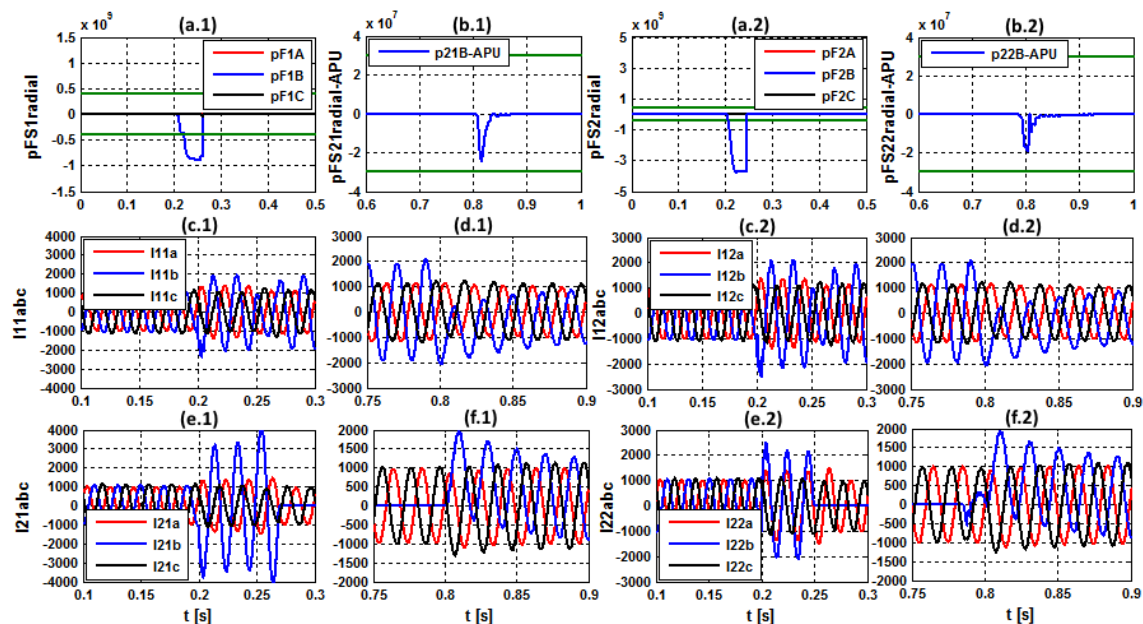 x 10⁹
(a.1)
pFS1radial
1.5
1
0.5
0
-0.5
-1
-1.5
pF1A
pF1B
pF1C
0 0.1 0.2 0.3 0.4 0.5
x 10⁷
(b.1)
pFS21radial-APU
4
2
0
-2
-4
p21B-APU
0.6 0.7 0.8 0.9 1
x 10⁹
(a.2)
pFS2radial
5
3
1
-1
-3
-5
pF2A
pF2B
pF2C
0 0.1 0.2 0.3 0.4 0.5
x 10⁷
(b.2)
pFS22radial-APU
4
2
0
-2
-4
p22B-APU
0.6 0.7 0.8 0.9 1
(c.1)
I11abc
4000
3000
2000
1000
0
-1000
-2000
-3000
-4000
I11a
I11b
I11c
0.1 0.15 0.2 0.25 0.3
(d.1)
3000
2000
1000
0
-1000
-2000
-3000
0.75 0.8 0.85 0.9
(c.2)
I12abc
3000
2000
1000
0
-1000
-2000
-3000
I12a
I12b
I12c
0.1 0.15 0.2 0.25 0.3
(d.2)
3000
2000
1000
0
-1000
-2000
-3000
0.75 0.8 0.85 0.9
(e.1)
I21abc
4000
3000
2000
1000
0
-1000
-2000
-3000
-4000
I21a
I21b
I21c
0.1 0.15 0.2 0.25 0.3
t [s]
(f.1)
2000
1500
1000
500
0
500
1000
1500
2000
0.75 0.8 0.85 0.9
t [s]
(e.2)
I22abc
3000
2000
1000
0
-1000
-2000
-3000
I22a
I22b
I22c
0.1 0.15 0.2 0.25 0.3
t [s]
(f.2)
2000
1500
1000
500
0
500
1000
1500
2000
0.75 0.8 0.85 0.9
t [s]